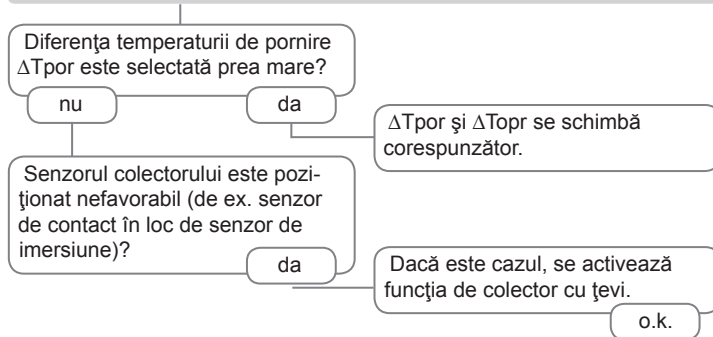 Diferenţa temperaturii de pornire
∆Tpor este selectată prea mare?
nu
da
∆Tpor şi ∆Topr se schimbă
corespunzător.
Senzorul colectorului este pozi-
ţionat nefavorabil (de ex. senzor
de contact în loc de senzor de
imersiune)?
da
Dacă este cazul, se activează
funcţia de colector cu ţevi.
o.k.